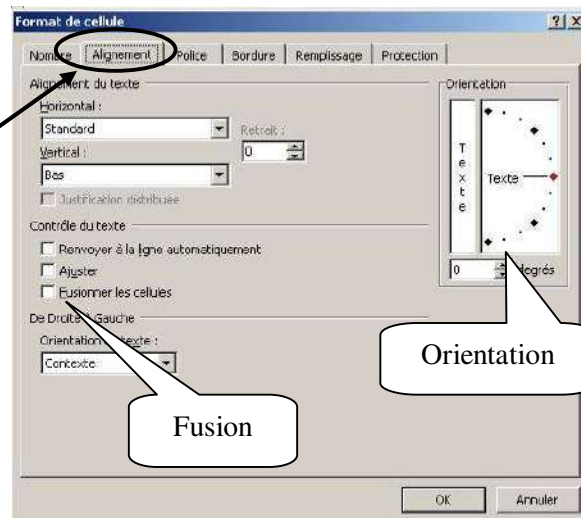 Format de cellule
Nombre Alignement Police Bordure Remplissage Protection
Alignement du texte
Orientation
Horizontal :
Standard
Retrait :
0
Vertical :
Bas
Justification distribuée
Texte
Texte
0 degrés
Contrôle du texte
Renvoyer à la ligne automatiquement
Ajuster
Fusionner les cellules
De Droite à Gauche
Contexte
Orientation
Fusion
OK Annuler